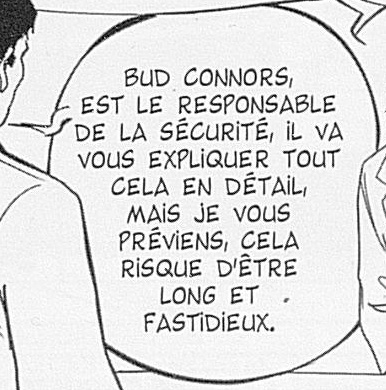 BUD CONNORS,
EST LE RESPONSABLE
DE LA SÉCURITÉ, iL VA
VOUS EXPLiQUER TOUT
CELA EN DÉTAiL,
MAiS JE VOUS
PRÉViENS, CELA
RiSQUE D'ÊTRE
LONG ET
FASTiDiEUX.